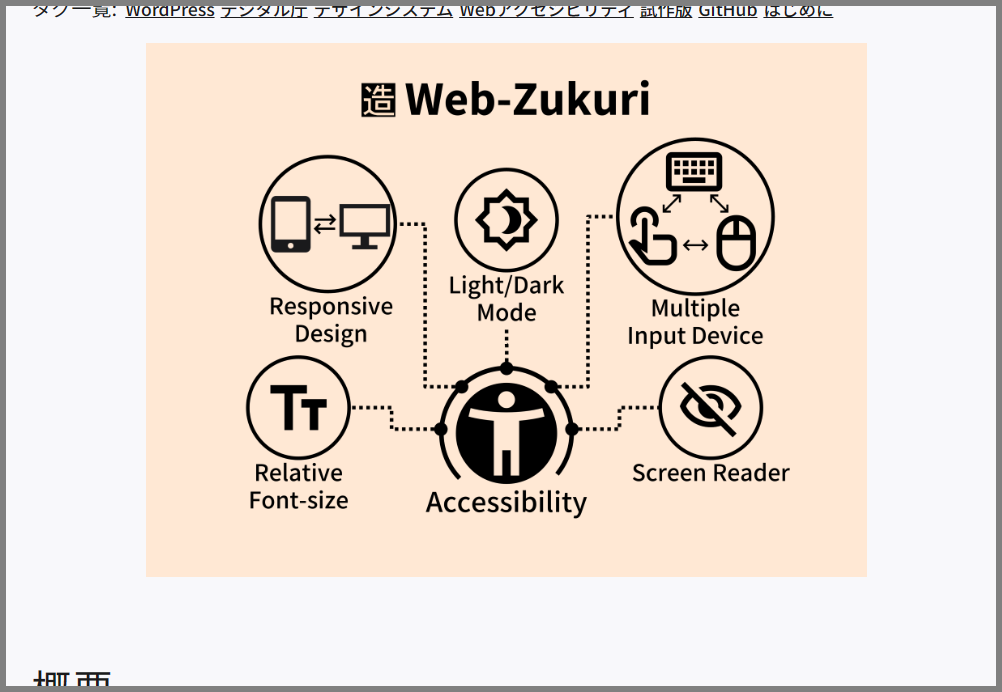 タグ一覧: WordPress デジタル庁 デザインシステム Webアクセシビリティ 試作版 GitHub はじめに
造 Web-Zukuri
Responsive
Design
Light/Dark
Mode
Multiple
Input Device
Relative
Font-size
Accessibility
Screen Reader
概要